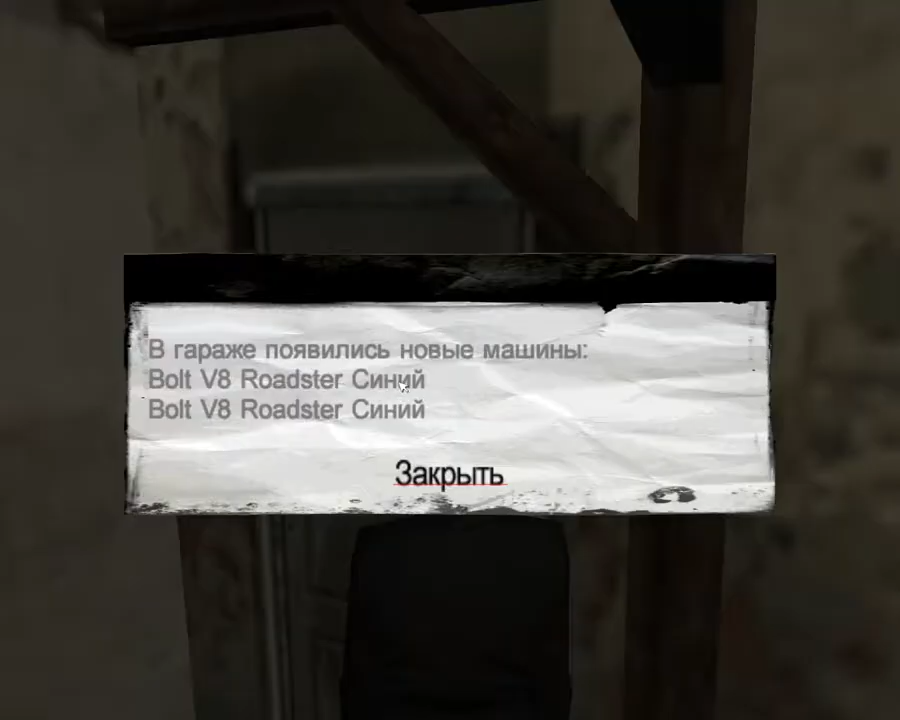 В гараже появились новые машины:
Bolt V8 Roadster Синий
Bolt V8 Roadster Синий
Закрыть